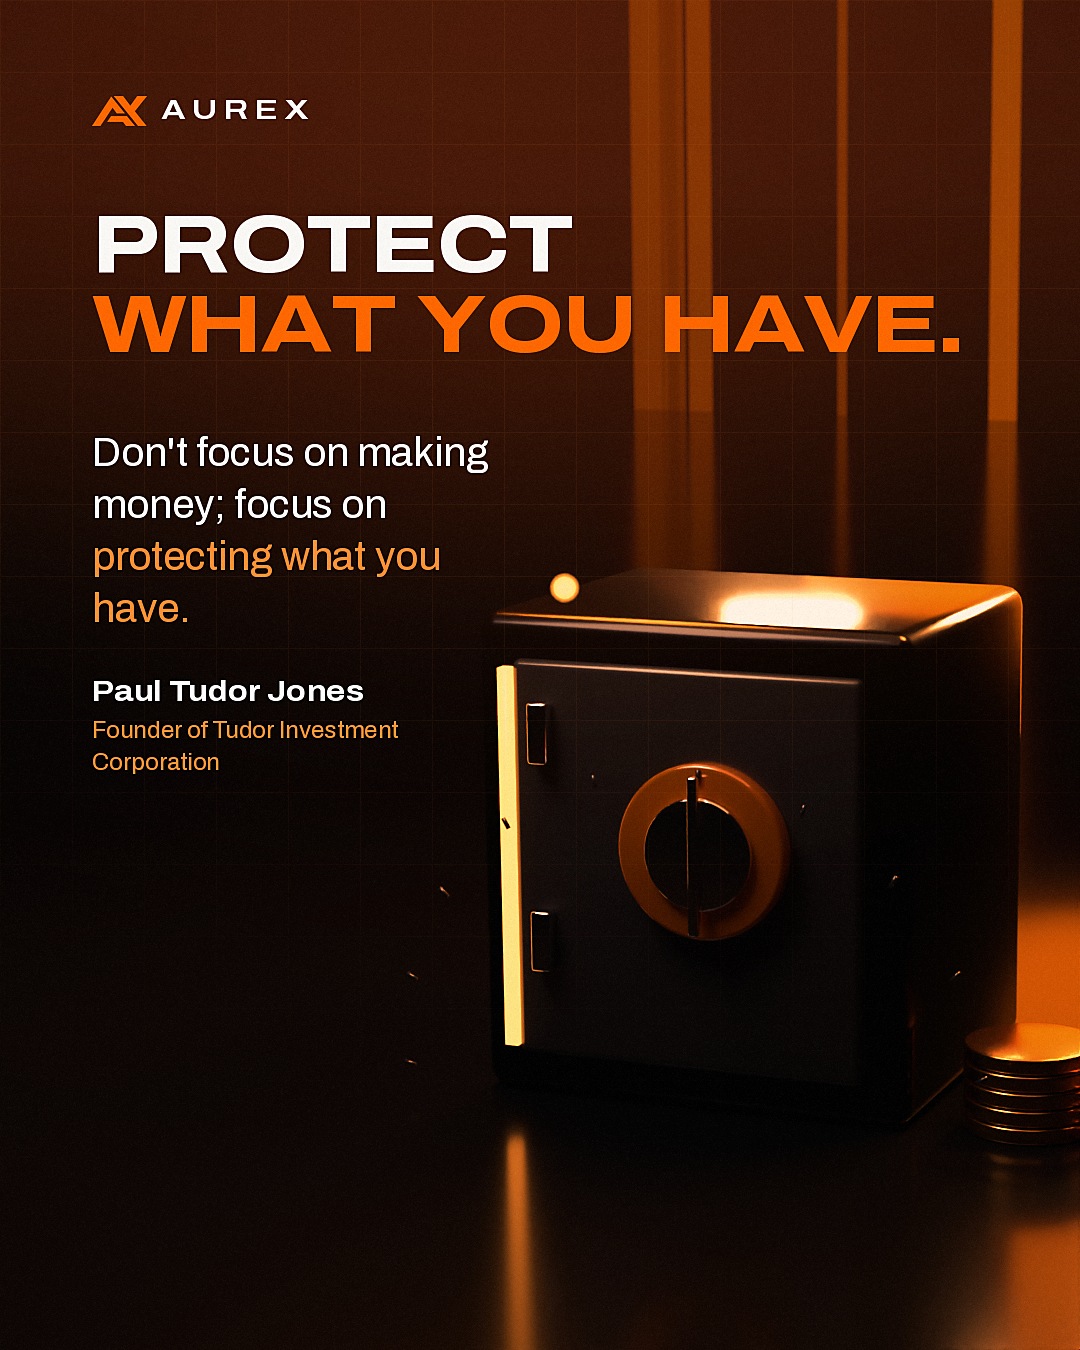 AUREX
PROTECT
WHAT YOU HAVE.
Don't focus on making
money; focus on
protecting what you
have.
Paul Tudor Jones
Founder of Tudor Investment
Corporation